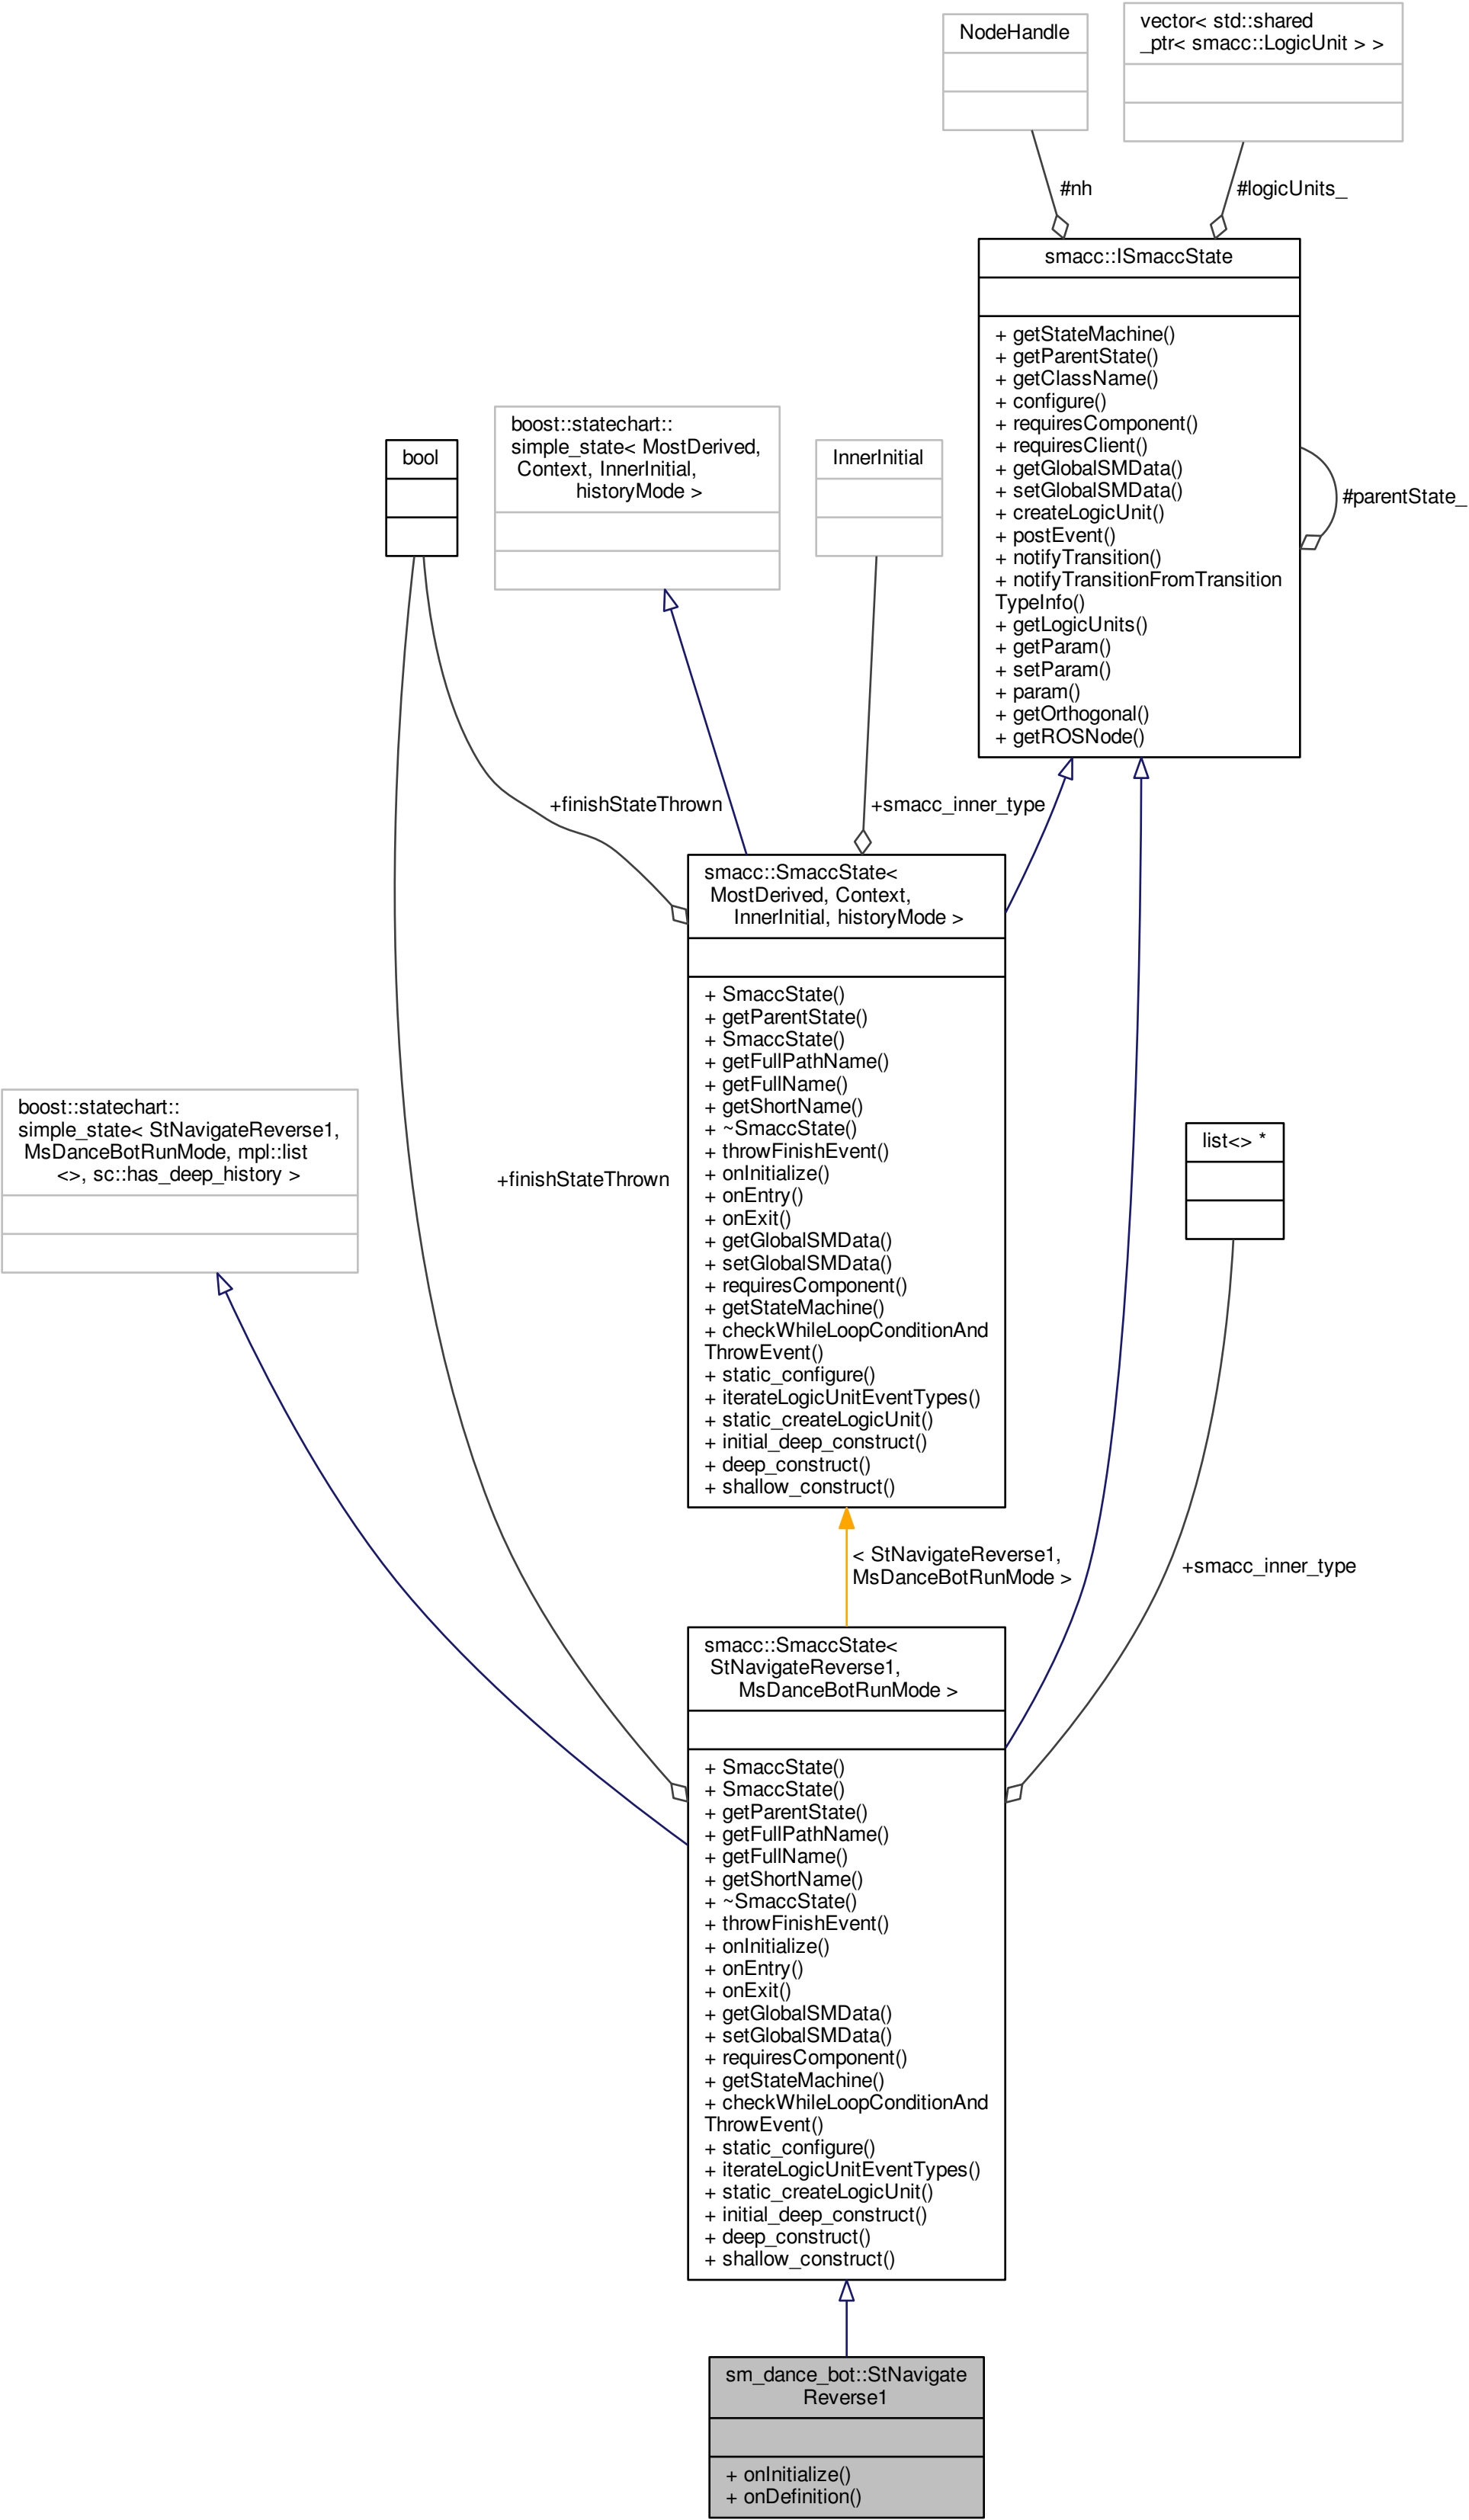 NodeHandle
vector< std::shared
_ptr< smacc::LogicUnit > >
#nh
#logicUnits_
smacc::ISmaccState
+ getStateMachine()
+ getParentState()
+ getClassName()
+ configure()
+ requiresComponent()
+ requiresClient()
+ getGlobalSMData()
+ setGlobalSMData()
+ createLogicUnit()
+ postEvent()
+ notifyTransition()
+ notifyTransitionFromTransition
TypeInfo()
+ getLogicUnits()
+ getParam()
+ setParam()
+ param()
+ getOrthogonal()
+ getROSNode()
#parentState_
bool
boost::statechart::
simple_state< MostDerived,
Context, InnerInitial,
historyMode >
InnerInitial
+finishStateThrown
+smacc_inner_type
smacc::SmaccState<
MostDerived, Context,
InnerInitial, historyMode >
+ SmaccState()
+ getParentState()
+ SmaccState()
+ getFullPathName()
+ getFullName()
+ getShortName()
+ ~SmaccState()
+ throwFinishEvent()
+ onInitialize()
+ onEntry()
+ onExit()
+ getGlobalSMData()
+ setGlobalSMData()
+ requiresComponent()
+ getStateMachine()
+ checkWhileLoopConditionAnd
ThrowEvent()
+ static_configure()
+ iterateLogicUnitEventTypes()
+ static_createLogicUnit()
+ initial_deep_construct()
+ deep_construct()
+ shallow_construct()
boost::statechart::
simple_state< StNavigateReverse1,
MsDanceBotRunMode, mpl::list
<>, sc::has_deep_history >
+finishStateThrown
list<> *
< StNavigateReverse1,
MsDanceBotRunMode >
+smacc_inner_type
smacc::SmaccState<
StNavigateReverse1,
MsDanceBotRunMode >
+ SmaccState()
+ SmaccState()
+ getParentState()
+ getFullPathName()
+ getFullName()
+ getShortName()
+ ~SmaccState()
+ throwFinishEvent()
+ onInitialize()
+ onEntry()
+ onExit()
+ getGlobalSMData()
+ setGlobalSMData()
+ requiresComponent()
+ getStateMachine()
+ checkWhileLoopConditionAnd
ThrowEvent()
+ static_configure()
+ iterateLogicUnitEventTypes()
+ static_createLogicUnit()
+ initial_deep_construct()
+ deep_construct()
+ shallow_construct()
sm_dance_bot::StNavigate
Reverse1
+ onInitialize()
+ onDefinition()